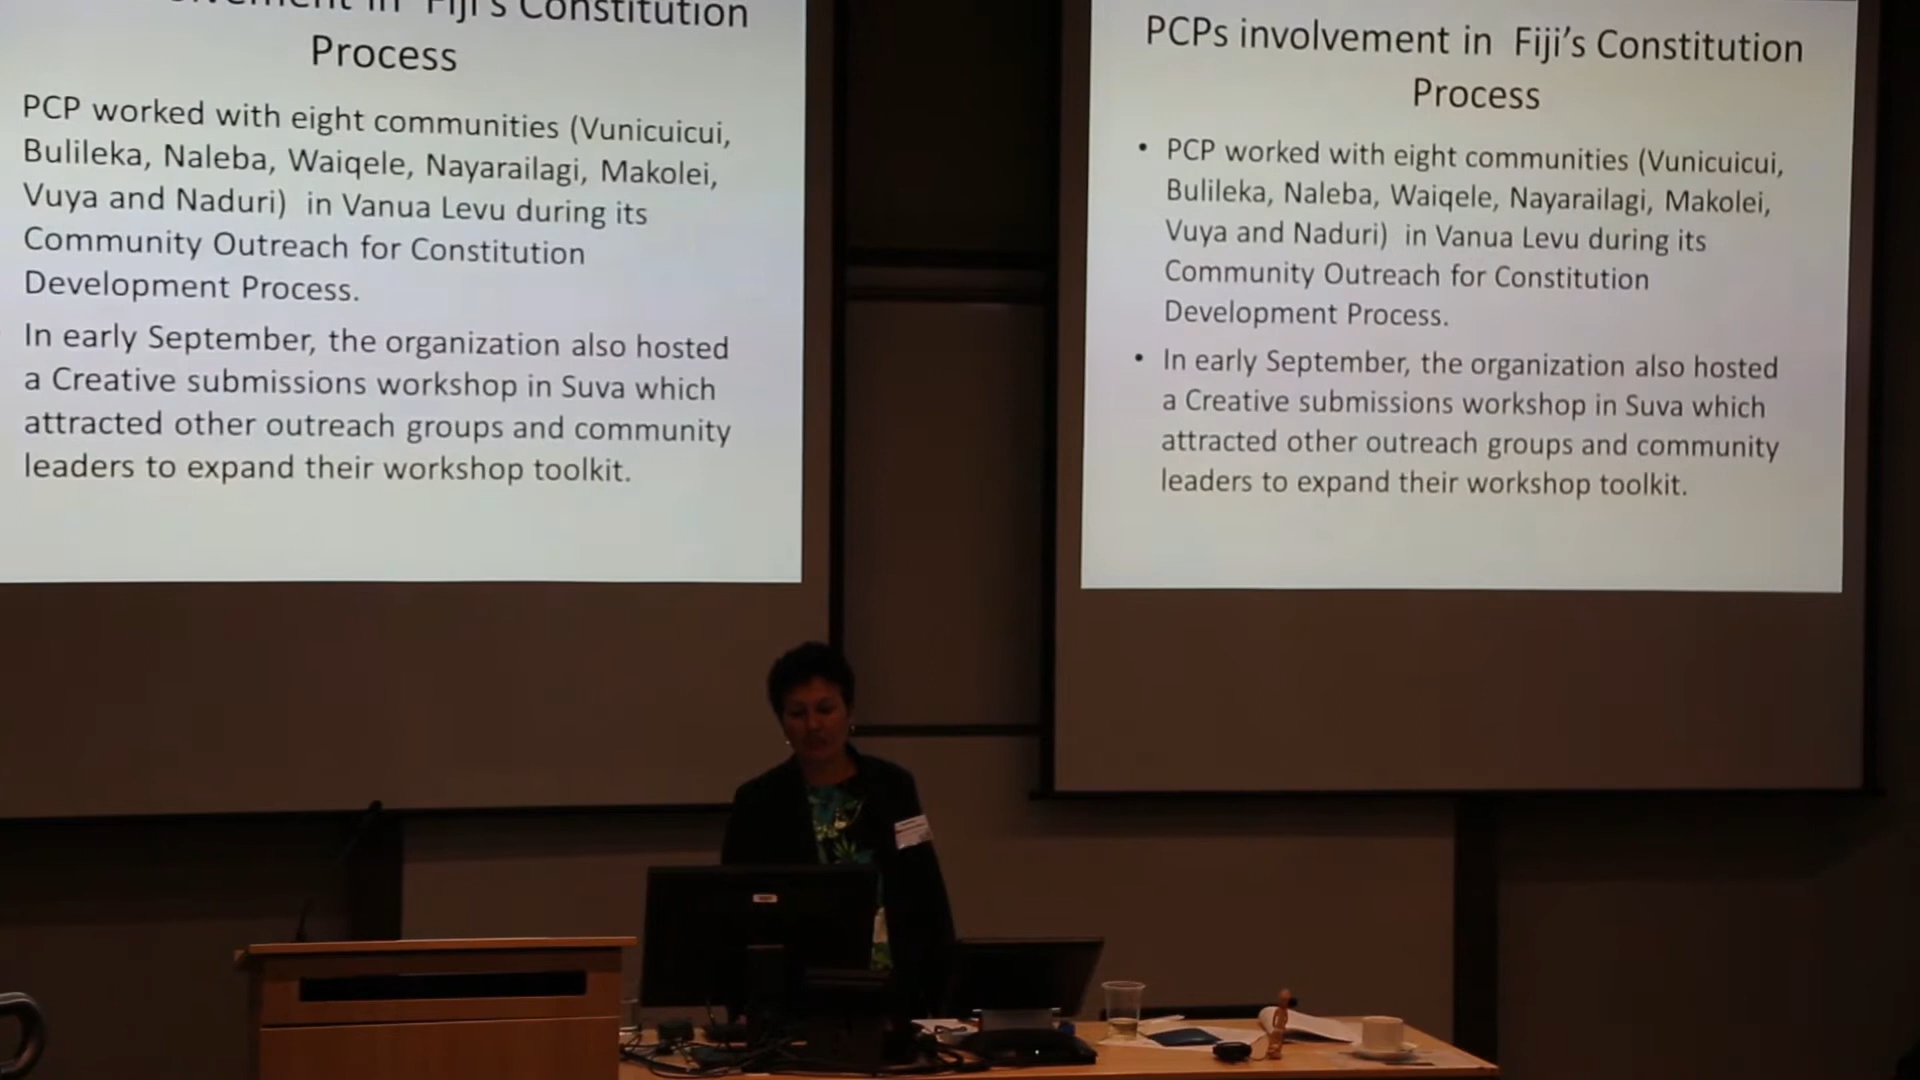 Fiji's Constitution
Process
PCP worked with eight communities (Vunicuicui,
Bulileka, Naleba, Waiqele, Nayarailagi, Makolei,
Vuya and Naduri) in Vanua Levu during its
Community Outreach for Constitution
Development Process.
In early September, the organization also hosted
a Creative submissions workshop in Suva which
attracted other outreach groups and community
leaders to expand their workshop toolkit.
PCPs involvement in Fiji's Constitution
Process
• PCP worked with eight communities (Vunicuicui,
Bulileka, Naleba, Waiqele, Nayarailagi, Makolei,
Vuya and Naduri) in Vanua Levu during its
Community Outreach for Constitution
Development Process.
• In early September, the organization also hosted
a Creative submissions workshop in Suva which
attracted other outreach groups and community
leaders to expand their workshop toolkit.